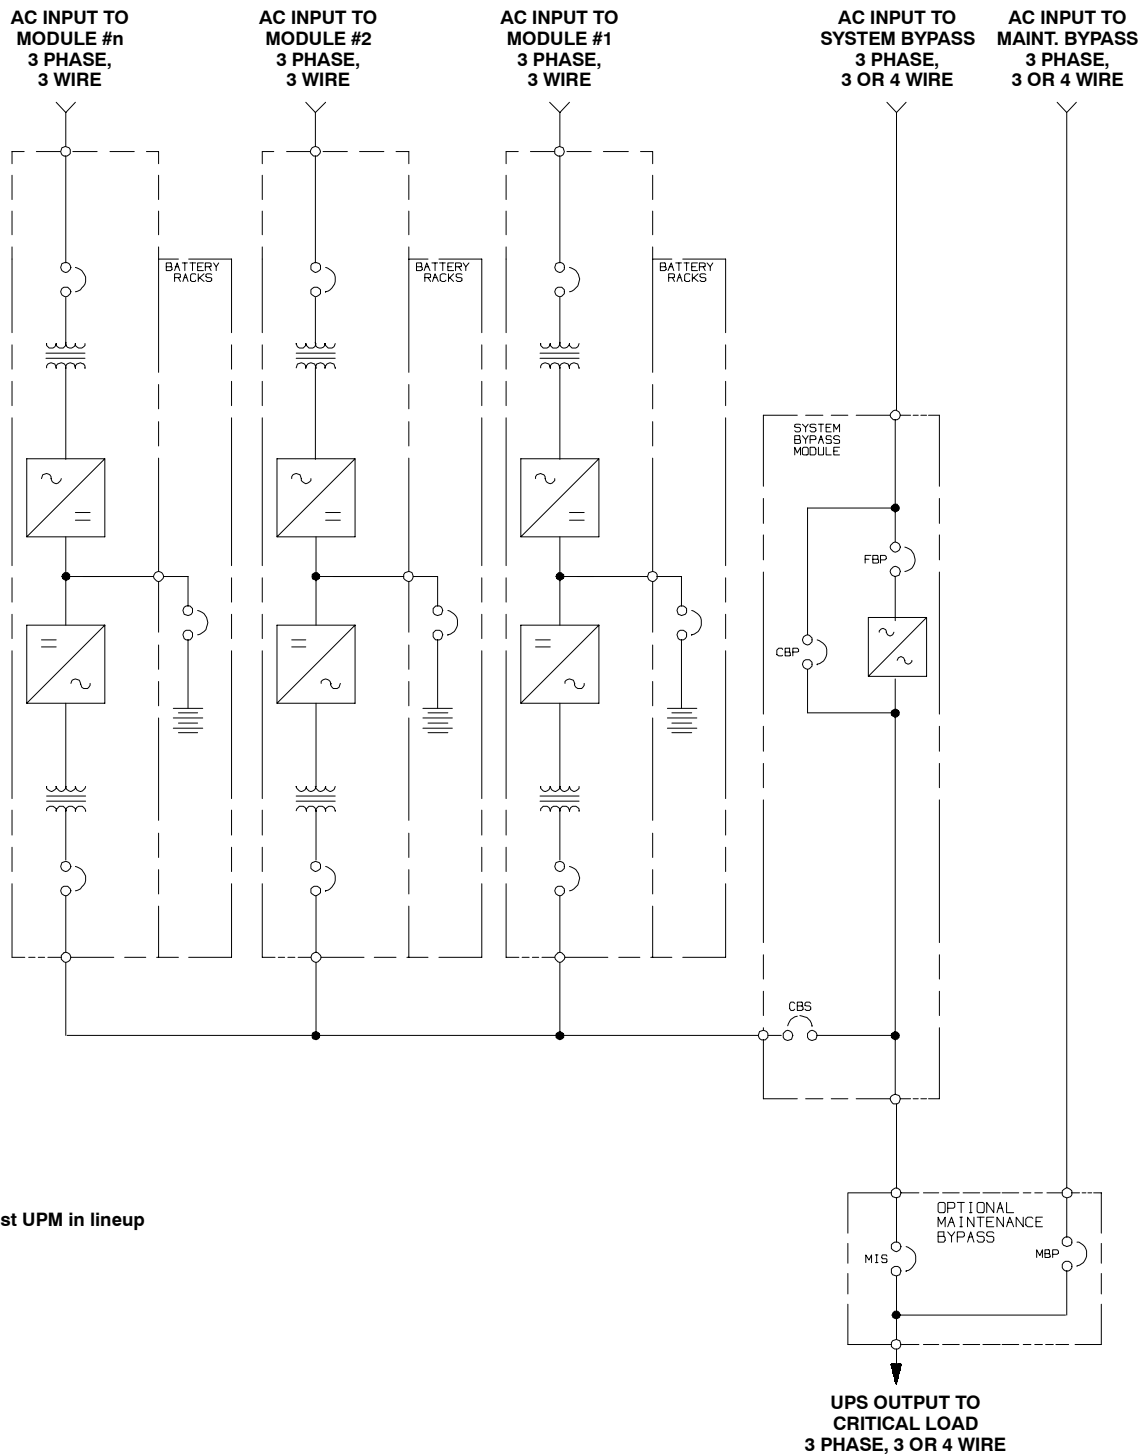 AC INPUT TO
MODULE #n
3 PHASE,
3 WIRE
AC INPUT TO
MODULE #2
3 PHASE,
3 WIRE
AC INPUT TO
MODULE #1
3 PHASE,
3 WIRE
AC INPUT TO
SYSTEM BYPASS
3 PHASE,
3 OR 4 WIRE
AC INPUT TO
MAINT. BYPASS
3 PHASE,
3 OR 4 WIRE
BATTERY
RACKS
BATTERY
RACKS
BATTERY
RACKS
SYSTEM
BYPASS
MODULE
FBP
CBP
CBS
st UPM in lineup
OPTIONAL
MAINTENANCE
BYPASS
MIS
MBP
UPS OUTPUT TO
CRITICAL LOAD
3 PHASE, 3 OR 4 WIRE